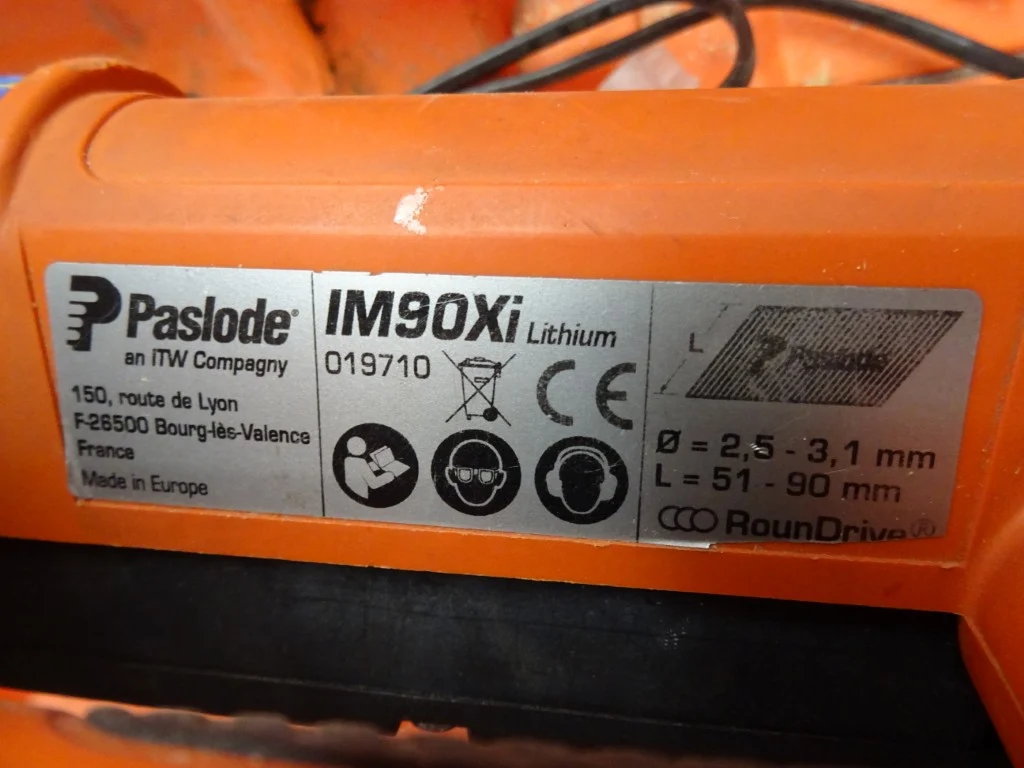 Paslode®
an ITW Compagny
150, route de Lyon
F-26500 Bourg-lès-Valence
France
Made in Europe
IM90Xi Lithium
019710
CE
L
Paslode
Ø = 2,5 - 3,1 mm
L = 51 - 90 mm
RounDrive®